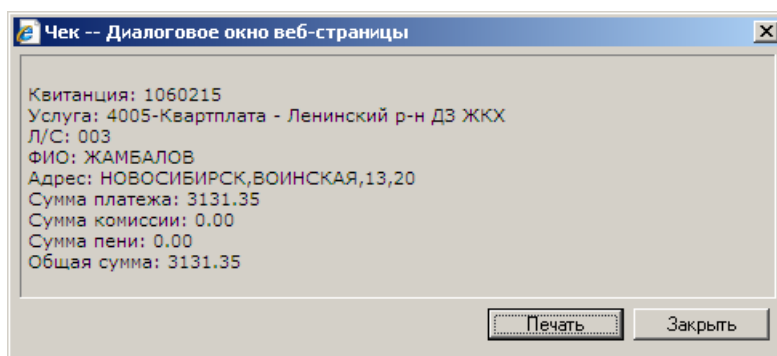 Чек -- Диалоговое окно веб-страницы
Квитанция: 1060215
Услуга: 4005-Квартплата - Ленинский р-н ДЗ ЖКХ
Л/С: 003
ФИО: ЖАМБАЛОВ
Адрес: НОВОСИБИРСК,ВОИНСКАЯ,13,20
Сумма платежа: 3131.35
Сумма комиссии: 0.00
Сумма пени: 0.00
Общая сумма: 3131.35
Печать Закрыть